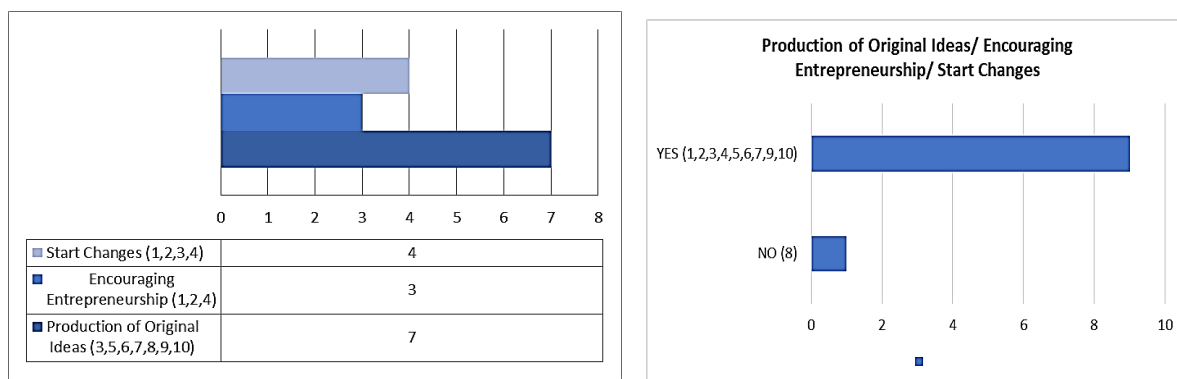 0 1 2 3 4 5 6 7 8
Start Changes (1,2,3,4) 4
Encouraging
Entrepreneurship (1,2,4) 3
Production of Original
Ideas (3,5,6,7,8,9,10) 7
Production of Original Ideas/ Encouraging
Entrepreneurship/ Start Changes
YES (1,2,3,4,5,6,7,9,10)
NO (8)
0 2 4 6 8 10